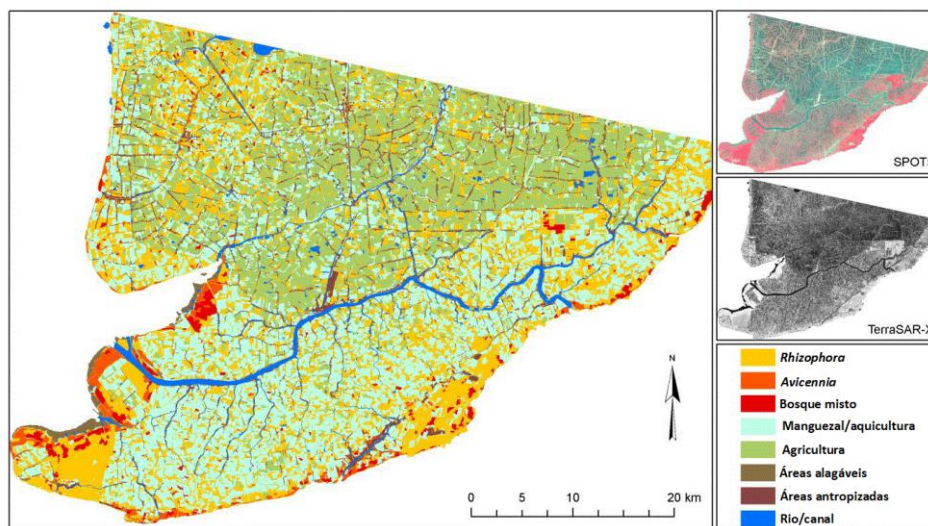 SPOT5
TerraSAR-X
Rhizophora
Avicennia
Bosque misto
Manguezal/aquicultura
Agricultura
Áreas alagáveis
Áreas antropizadas
Rio/canal
N
0 5 10 20 km